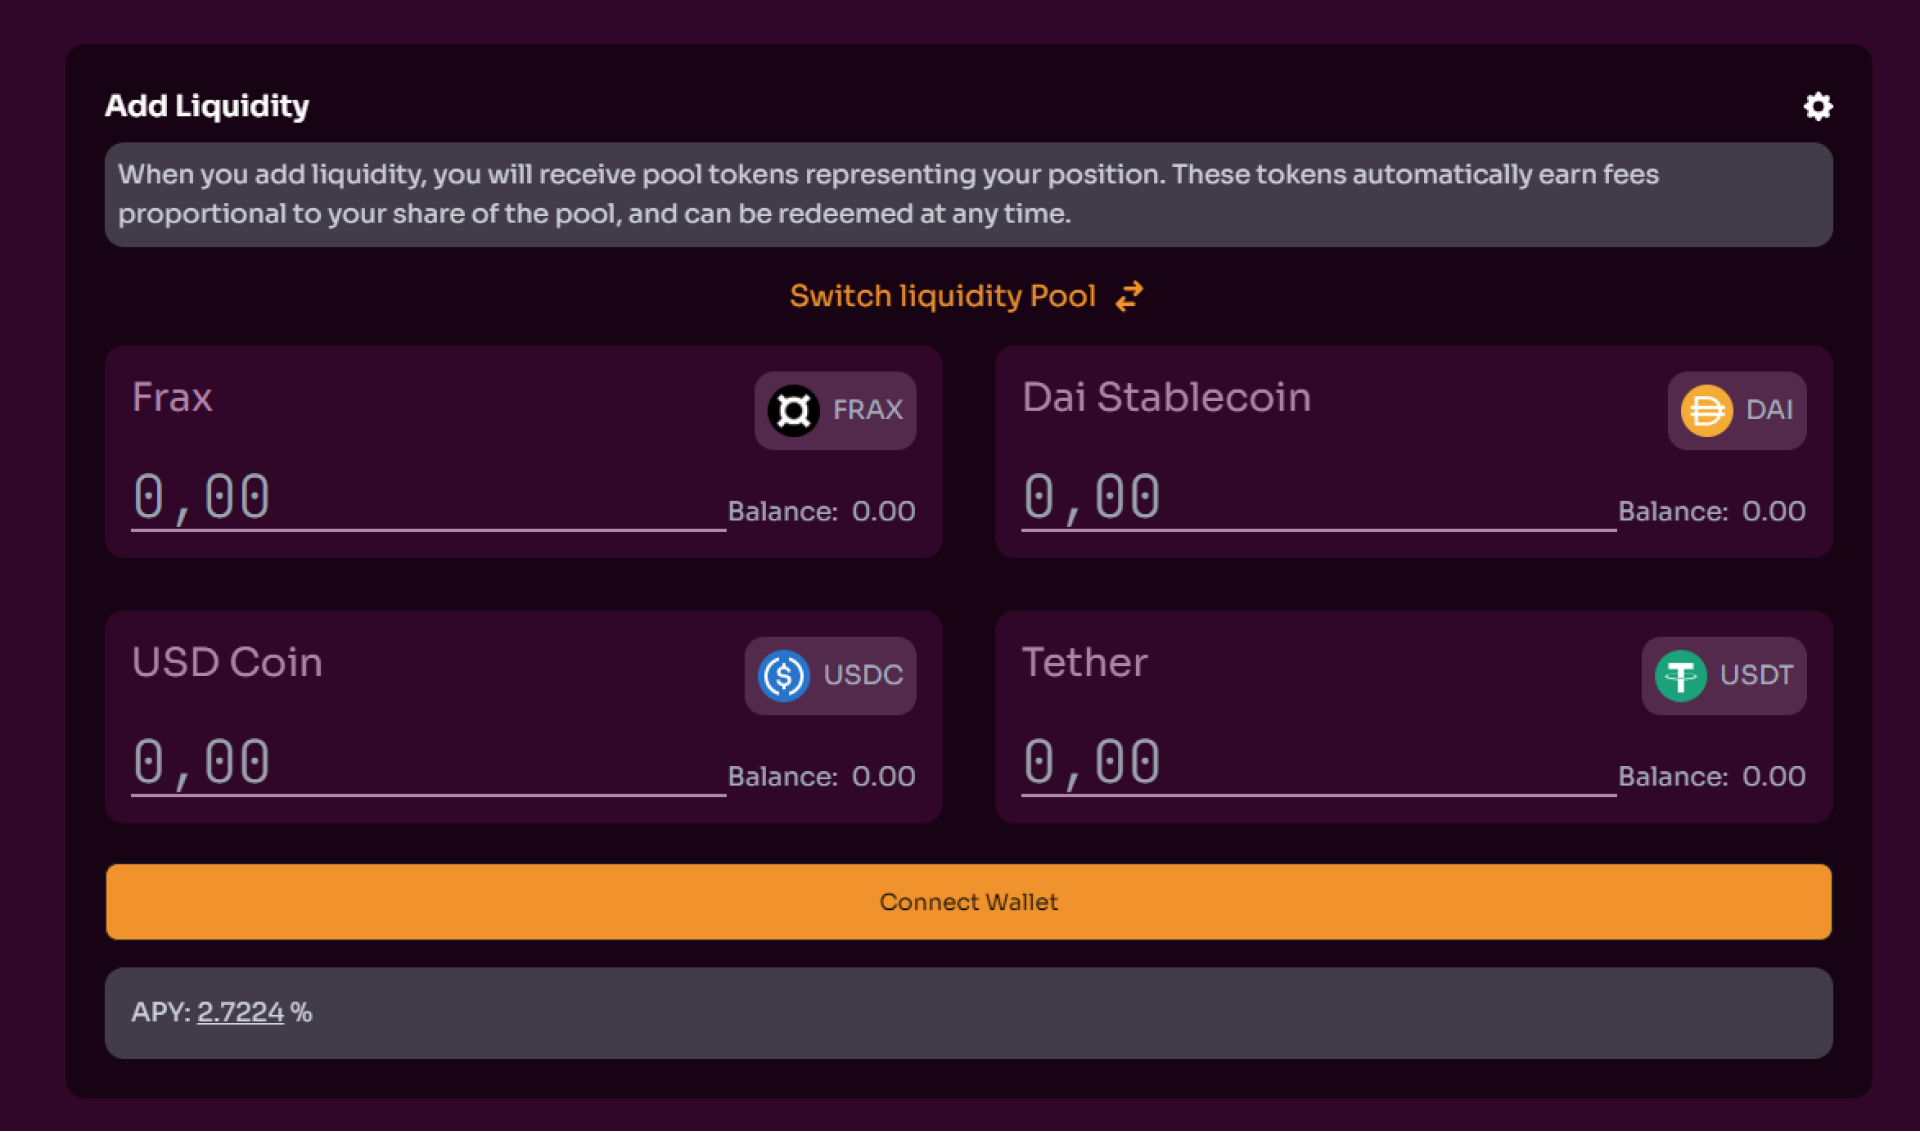 Add Liquidity
When you add liquidity, you will receive pool tokens representing your position. These tokens automatically earn fees
proportional to your share of the pool, and can be redeemed at any time.
Switch liquidity Pool
Frax
FRAX
0,00
Balance: 0.00
Dai Stablecoin
DAI
0,00
Balance: 0.00
USD Coin
USDC
0,00
Balance: 0.00
Tether
USDT
0,00
Balance: 0.00
Connect Wallet
APY: 2.7224 %